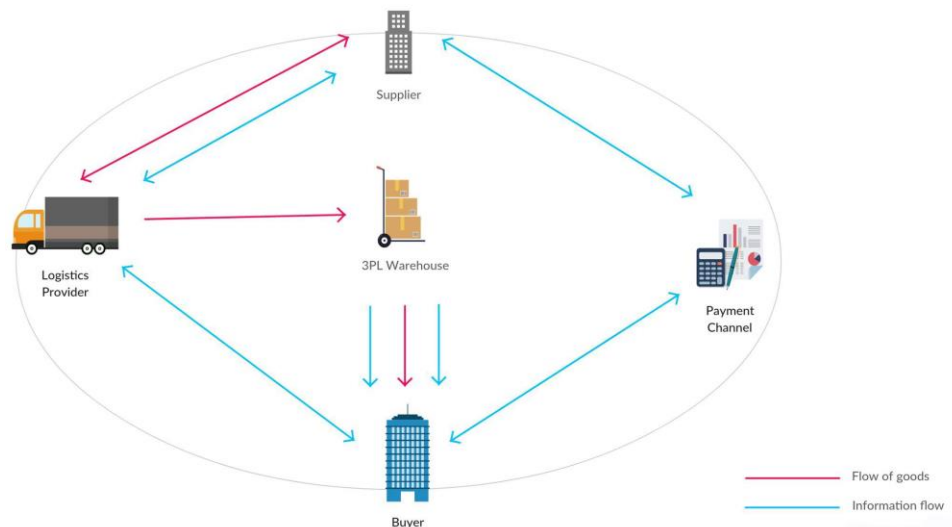 Supplier
3PL Warehouse
Logistics
Provider
Payment
Channel
Buyer
Flow of goods
Information flow